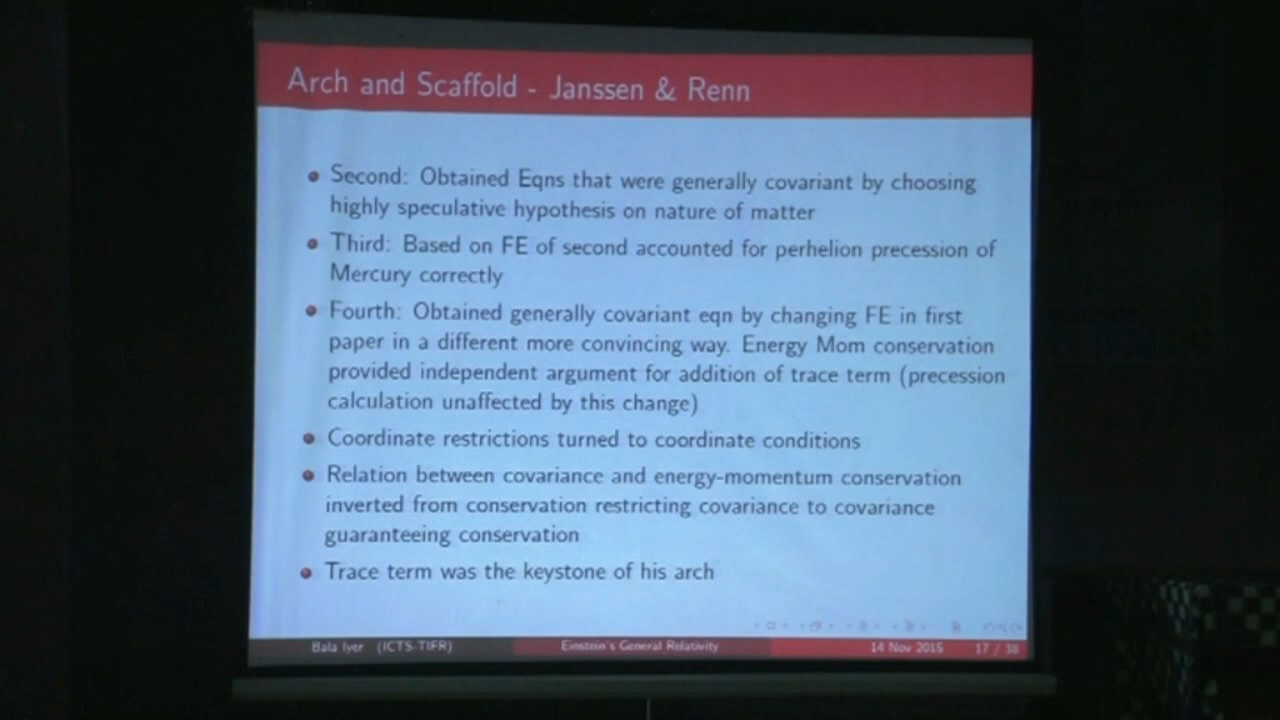 Arch and Scaffold - Janssen & Renn
• Second: Obtained Eqns that were generally covariant by choosing
highly speculative hypothesis on nature of matter
• Third: Based on FE of second accounted for perhelion precession of
Mercury correctly
• Fourth: Obtained generally covariant eqn by changing FE in first
paper in a different more convincing way. Energy Mom conservation
provided independent argument for addition of trace term (precession
calculation unaffected by this change)
• Coordinate restrictions turned to coordinate conditions
• Relation between covariance and energy-momentum conservation
inverted from conservation restricting covariance to covariance
guaranteeing conservation
• Trace term was the keystone of his arch
Bala Iyer (ICTS-TIFR) Einstein's General Relativity 14 Nov 2015 17 / 38